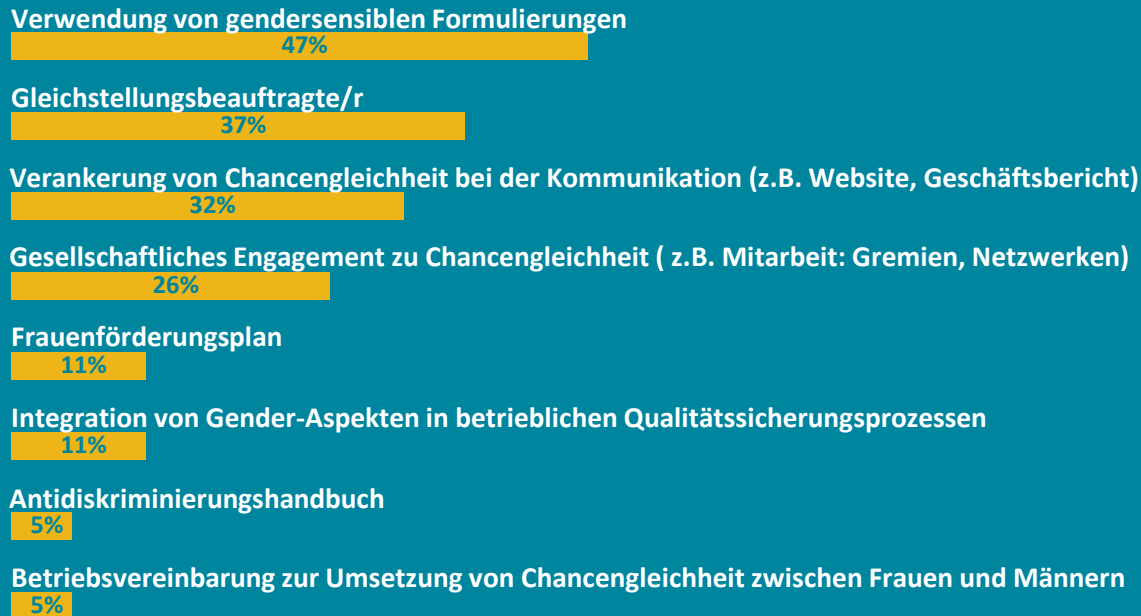 Verwendung von gendersensiblen Formulierungen
47%
Gleichstellungsbeauftragte/r
37%
Verankerung von Chancengleichheit bei der Kommunikation (z.B. Website, Geschäftsbericht)
32%
Gesellschaftliches Engagement zu Chancengleichheit ( z.B. Mitarbeit: Gremien, Netzwerken)
26%
Frauenförderungsplan
11%
Integration von Gender-Aspekten in betrieblichen Qualitätssicherungsprozessen
11%
Antidiskriminierungshandbuch
5%
Betriebsvereinbarung zur Umsetzung von Chancengleichheit zwischen Frauen und Männern
5%